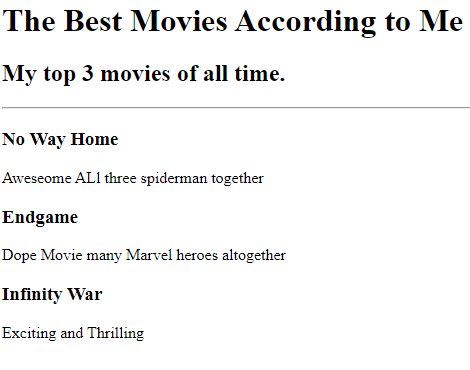 The Best Movies According to Me
My top 3 movies of all time.
No Way Home
Aweseome ALl three spiderman together
Endgame
Dope Movie many Marvel heroes altogether
Infinity War
Exciting and Thrilling